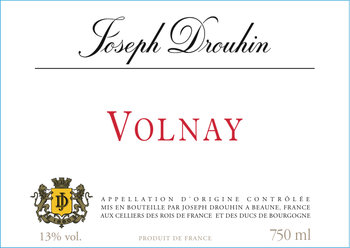 Joseph Drouhin
VOLNAY
APPELLATION D'ORIGINE CONTRÔLÉE
MIS EN BOUTEILLE PAR JOSEPH DROUHIN A BEAUNE, FRANCE
AUX CELLIERS DES ROIS DE FRANCE ET DES DUCS DE BOURGOGNE
JD
13% vol.
PRODUIT DE FRANCE
750 ml